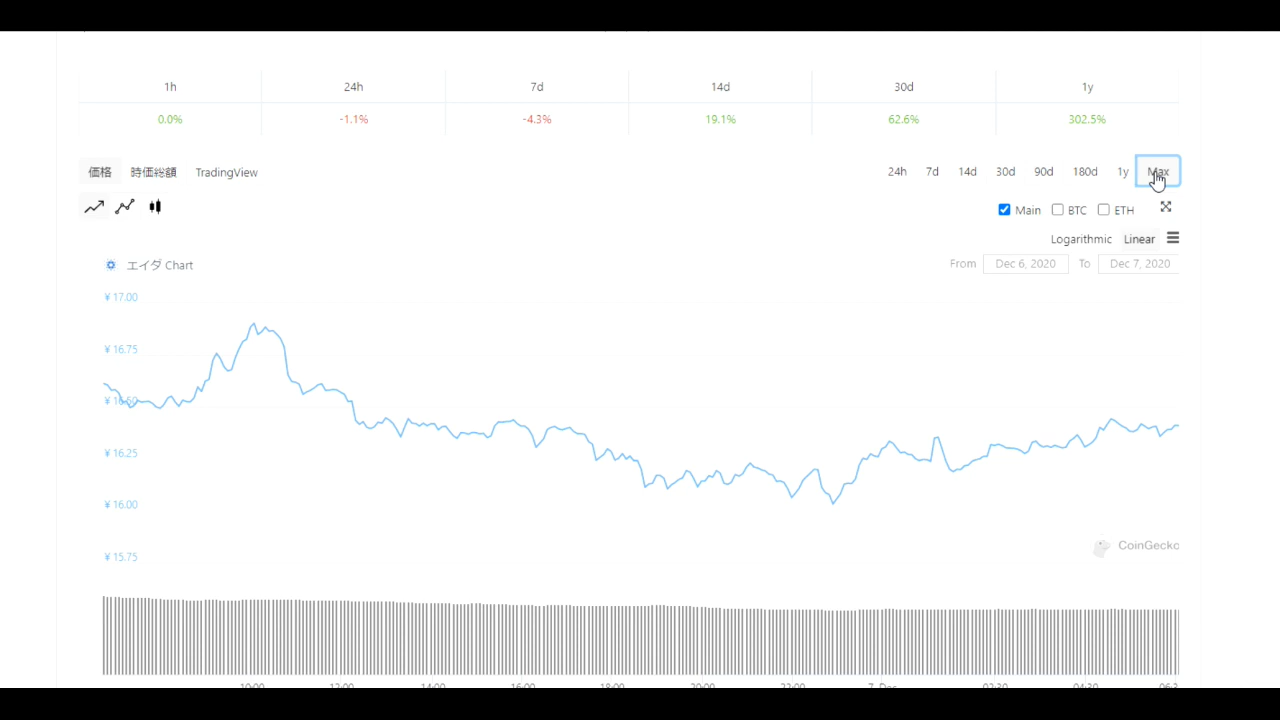 1h 24h 7d 14d 30d 1y
0.0% -1.1% -4.3% 19.1% 62.6% 302.5%
価格 時価総額 TradingView 24h 7d 14d 30d 90d 180d 1y Max
Main BTC ETH
Logarithmic Linear
エイダ Chart From Dec 6, 2020 To Dec 7, 2020
¥17.00
¥16.75
¥16.50
¥16.25
¥16.00
¥15.75
CoinGecko
10:00 12:00 14:00 16:00 18:00 20:00 22:00 7. Dec 02:30 04:30